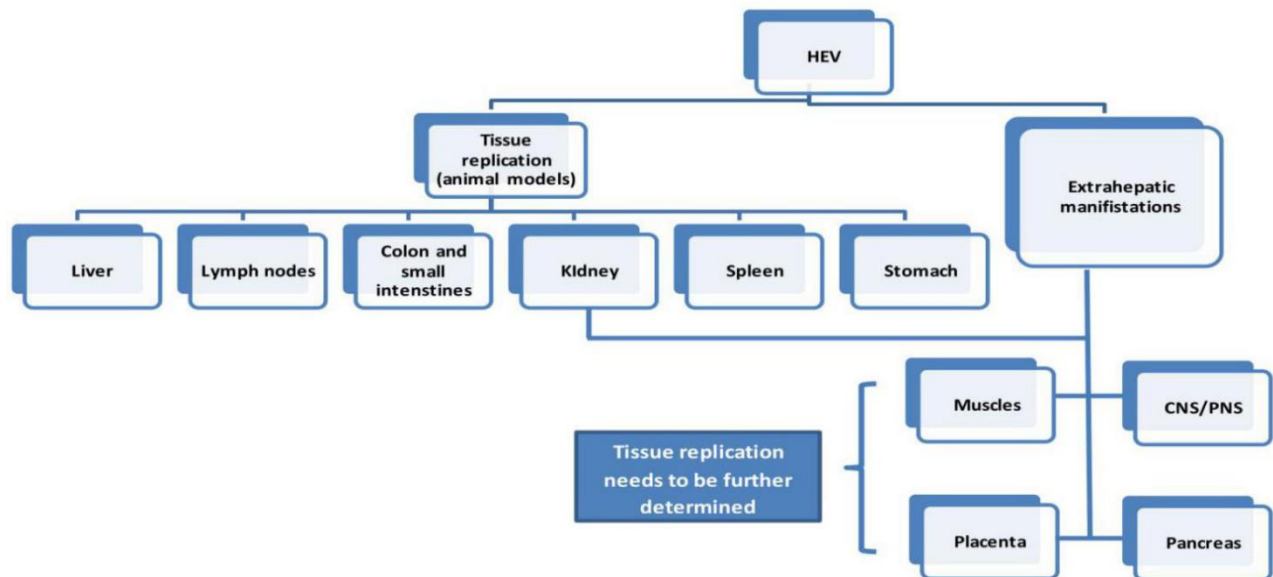 HEV
Tissue
replication
(animal models)
Extrahepatic
manifistations
Liver
Lymph nodes
Colon and
small
intenstines
KIdney
Spleen
Stomach
Muscles
CNS/PNS
Tissue replication
needs to be further
determined
Placenta
Pancreas